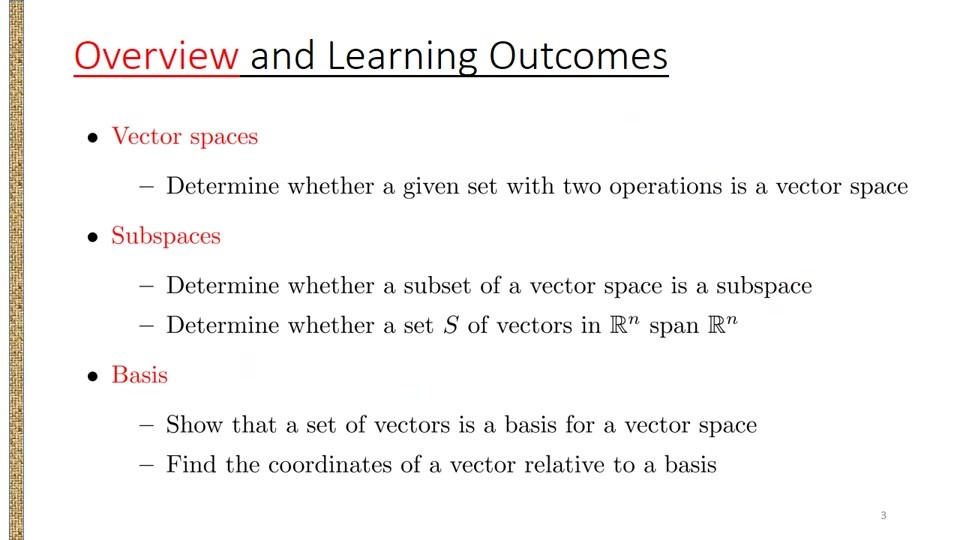 Overview and Learning Outcomes
• Vector spaces
– Determine whether a given set with two operations is a vector space
• Subspaces
– Determine whether a subset of a vector space is a subspace
– Determine whether a set S of vectors in ℝⁿ span ℝⁿ
• Basis
– Show that a set of vectors is a basis for a vector space
– Find the coordinates of a vector relative to a basis
3